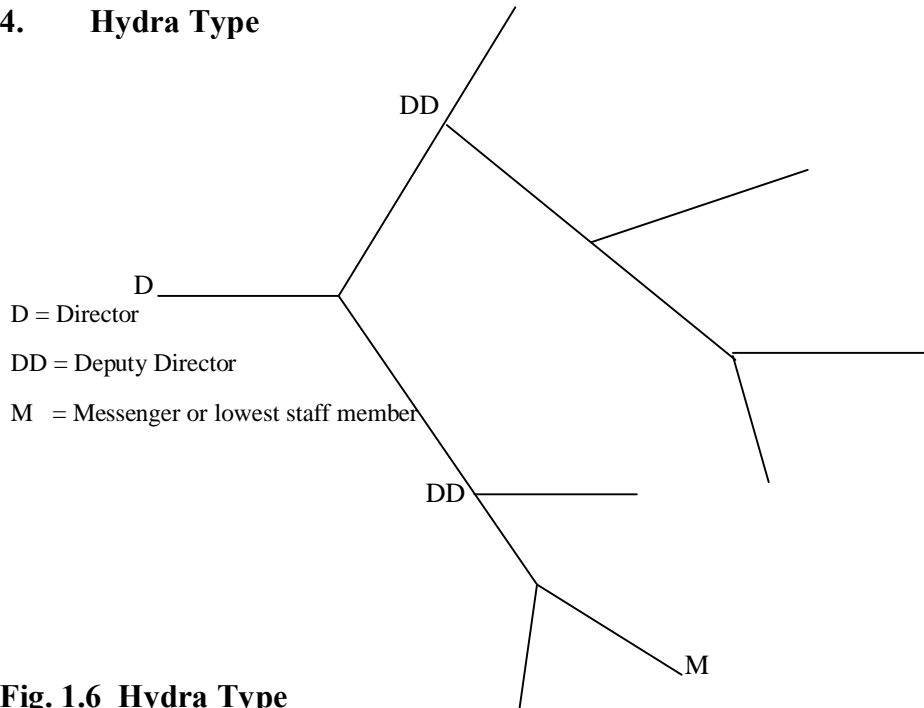 4. Hydra Type
DD
D
D = Director
DD = Deputy Director
M = Messenger or lowest staff member
DD
M
Fig. 1.6 Hydra Type